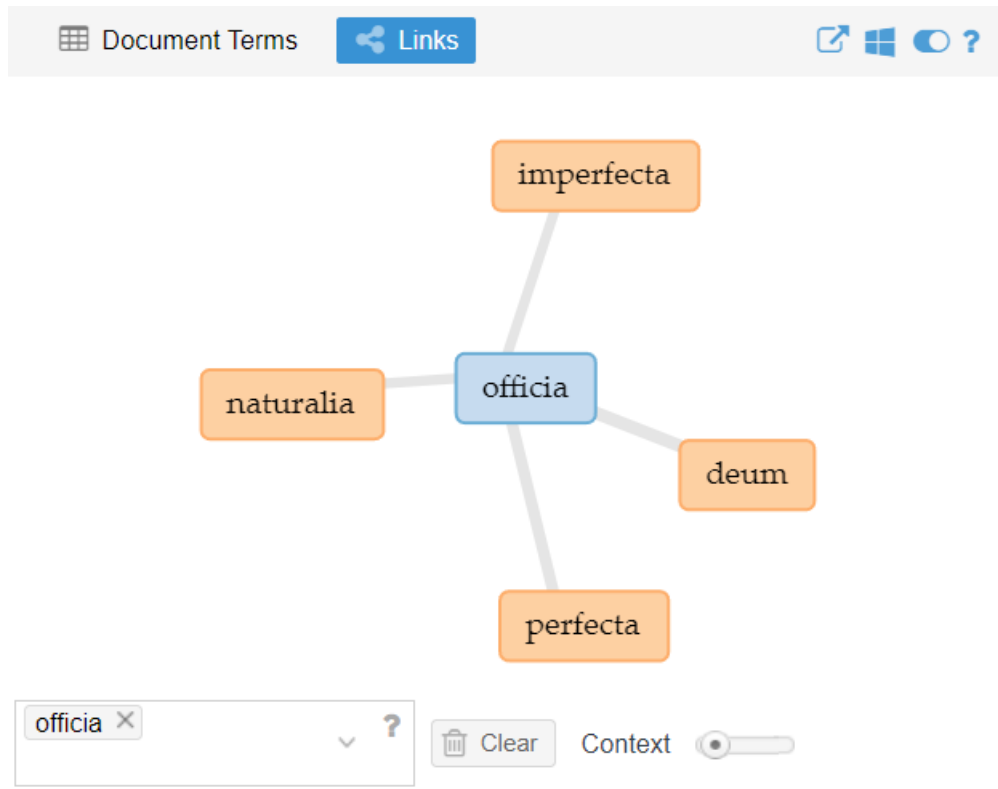 Document Terms Links ?
imperfecta
officia
naturalia
deum
perfecta
officia × ? Clear Context